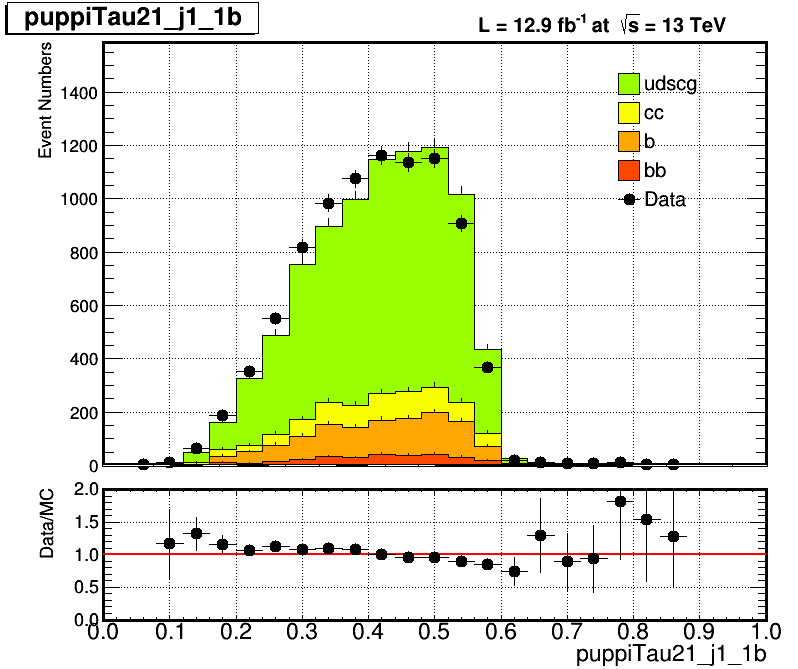 puppiTau21_j1_1b
L = 12.9 fb-1 at √s = 13 TeV
Event Numbers
1400
1200
1000
800
600
400
200
0
udscg
cc
b
bb
Data
Data/MC
2.0
1.5
1.0
0.5
0.0
0.0 0.1 0.2 0.3 0.4 0.5 0.6 0.7 0.8 0.9 1.0
puppiTau21_j1_1b